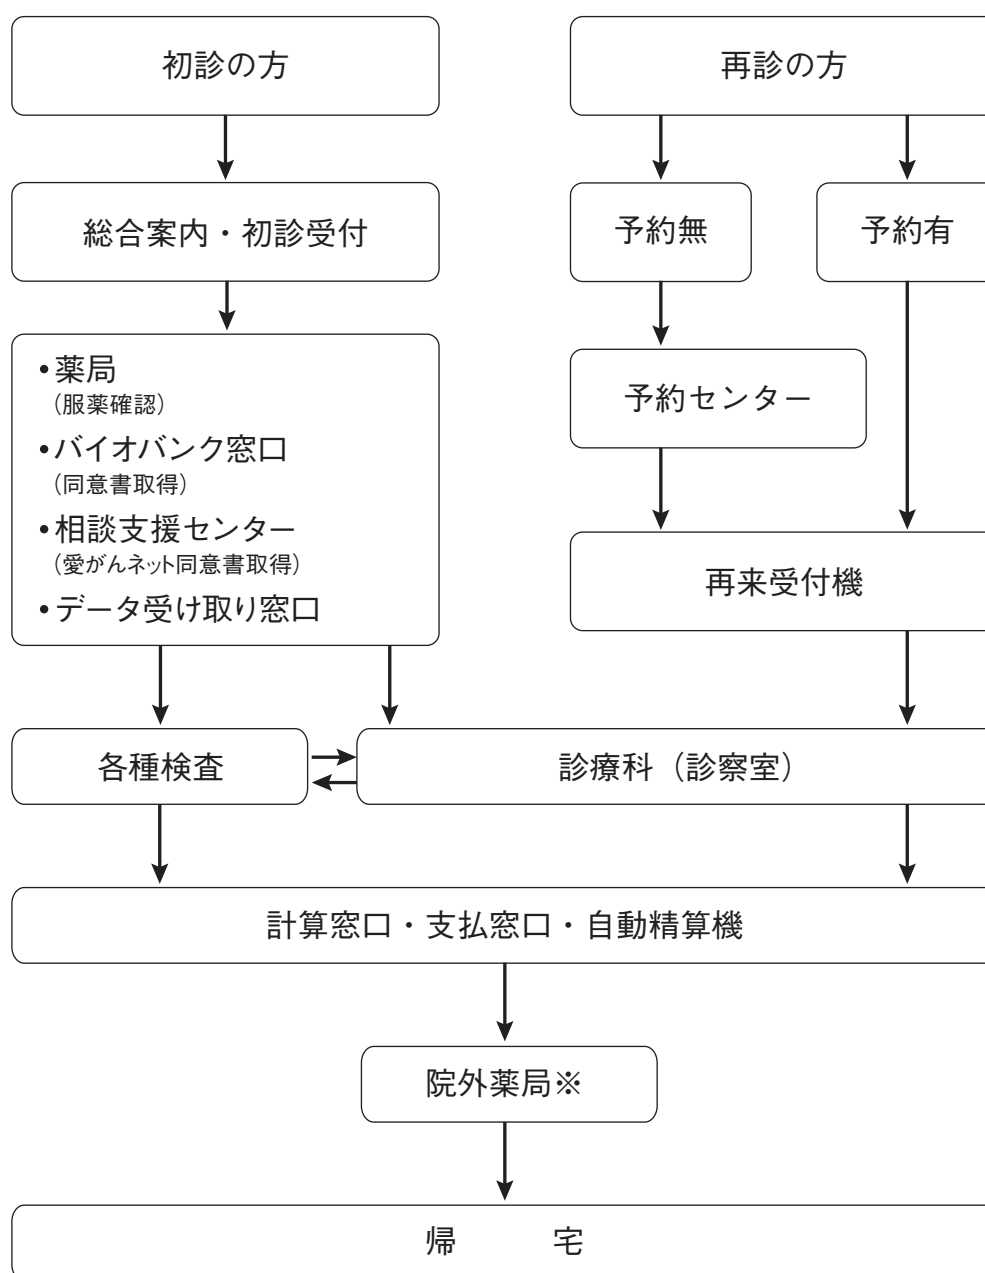 初診の方
再診の方
総合案内・初診受付
予約無
予約有
•薬局
(服薬確認)
•バイオバンク窓口
(同意書取得)
•相談支援センター
(愛がんネット同意書取得)
•データ受け取り窓口
予約センター
再来受付機
各種検査
診療科（診察室）
計算窓口・支払窓口・自動精算機
院外薬局※
帰　　　宅